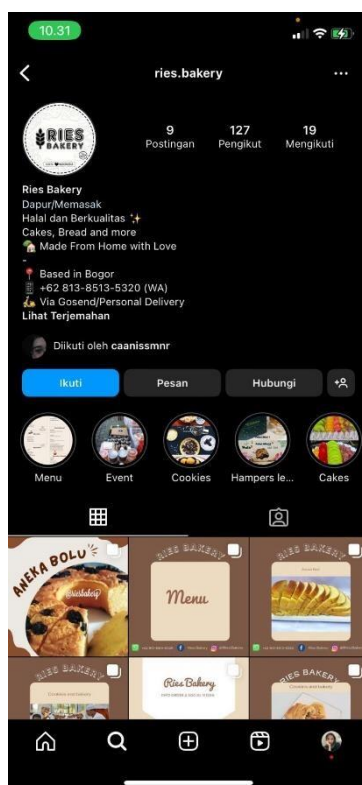 10.31
ries.bakery
RIES
BAKERY
9
Postingan
127
Pengikut
19
Mengikuti
Ries Bakery
Dapur/Memasak
Halal dan Berkualitas ✨
Cakes, Bread and more
🏡 Made From Home with Love
-
📍 Based in Bogor
+62 813-8513-5320 (WA)
🛵 Via Gosend/Personal Delivery
Lihat Terjemahan
Diikuti oleh caanissmnr
Ikuti
Pesan
Hubungi
Menu
Event
Cookies
Hampers le...
Cakes
ANEKA BOLU
@riesbakery
RIES BAKERY
Menu
RIES BAKERY
RIES BAKERY
Ries Bakery
RIES BAKERY